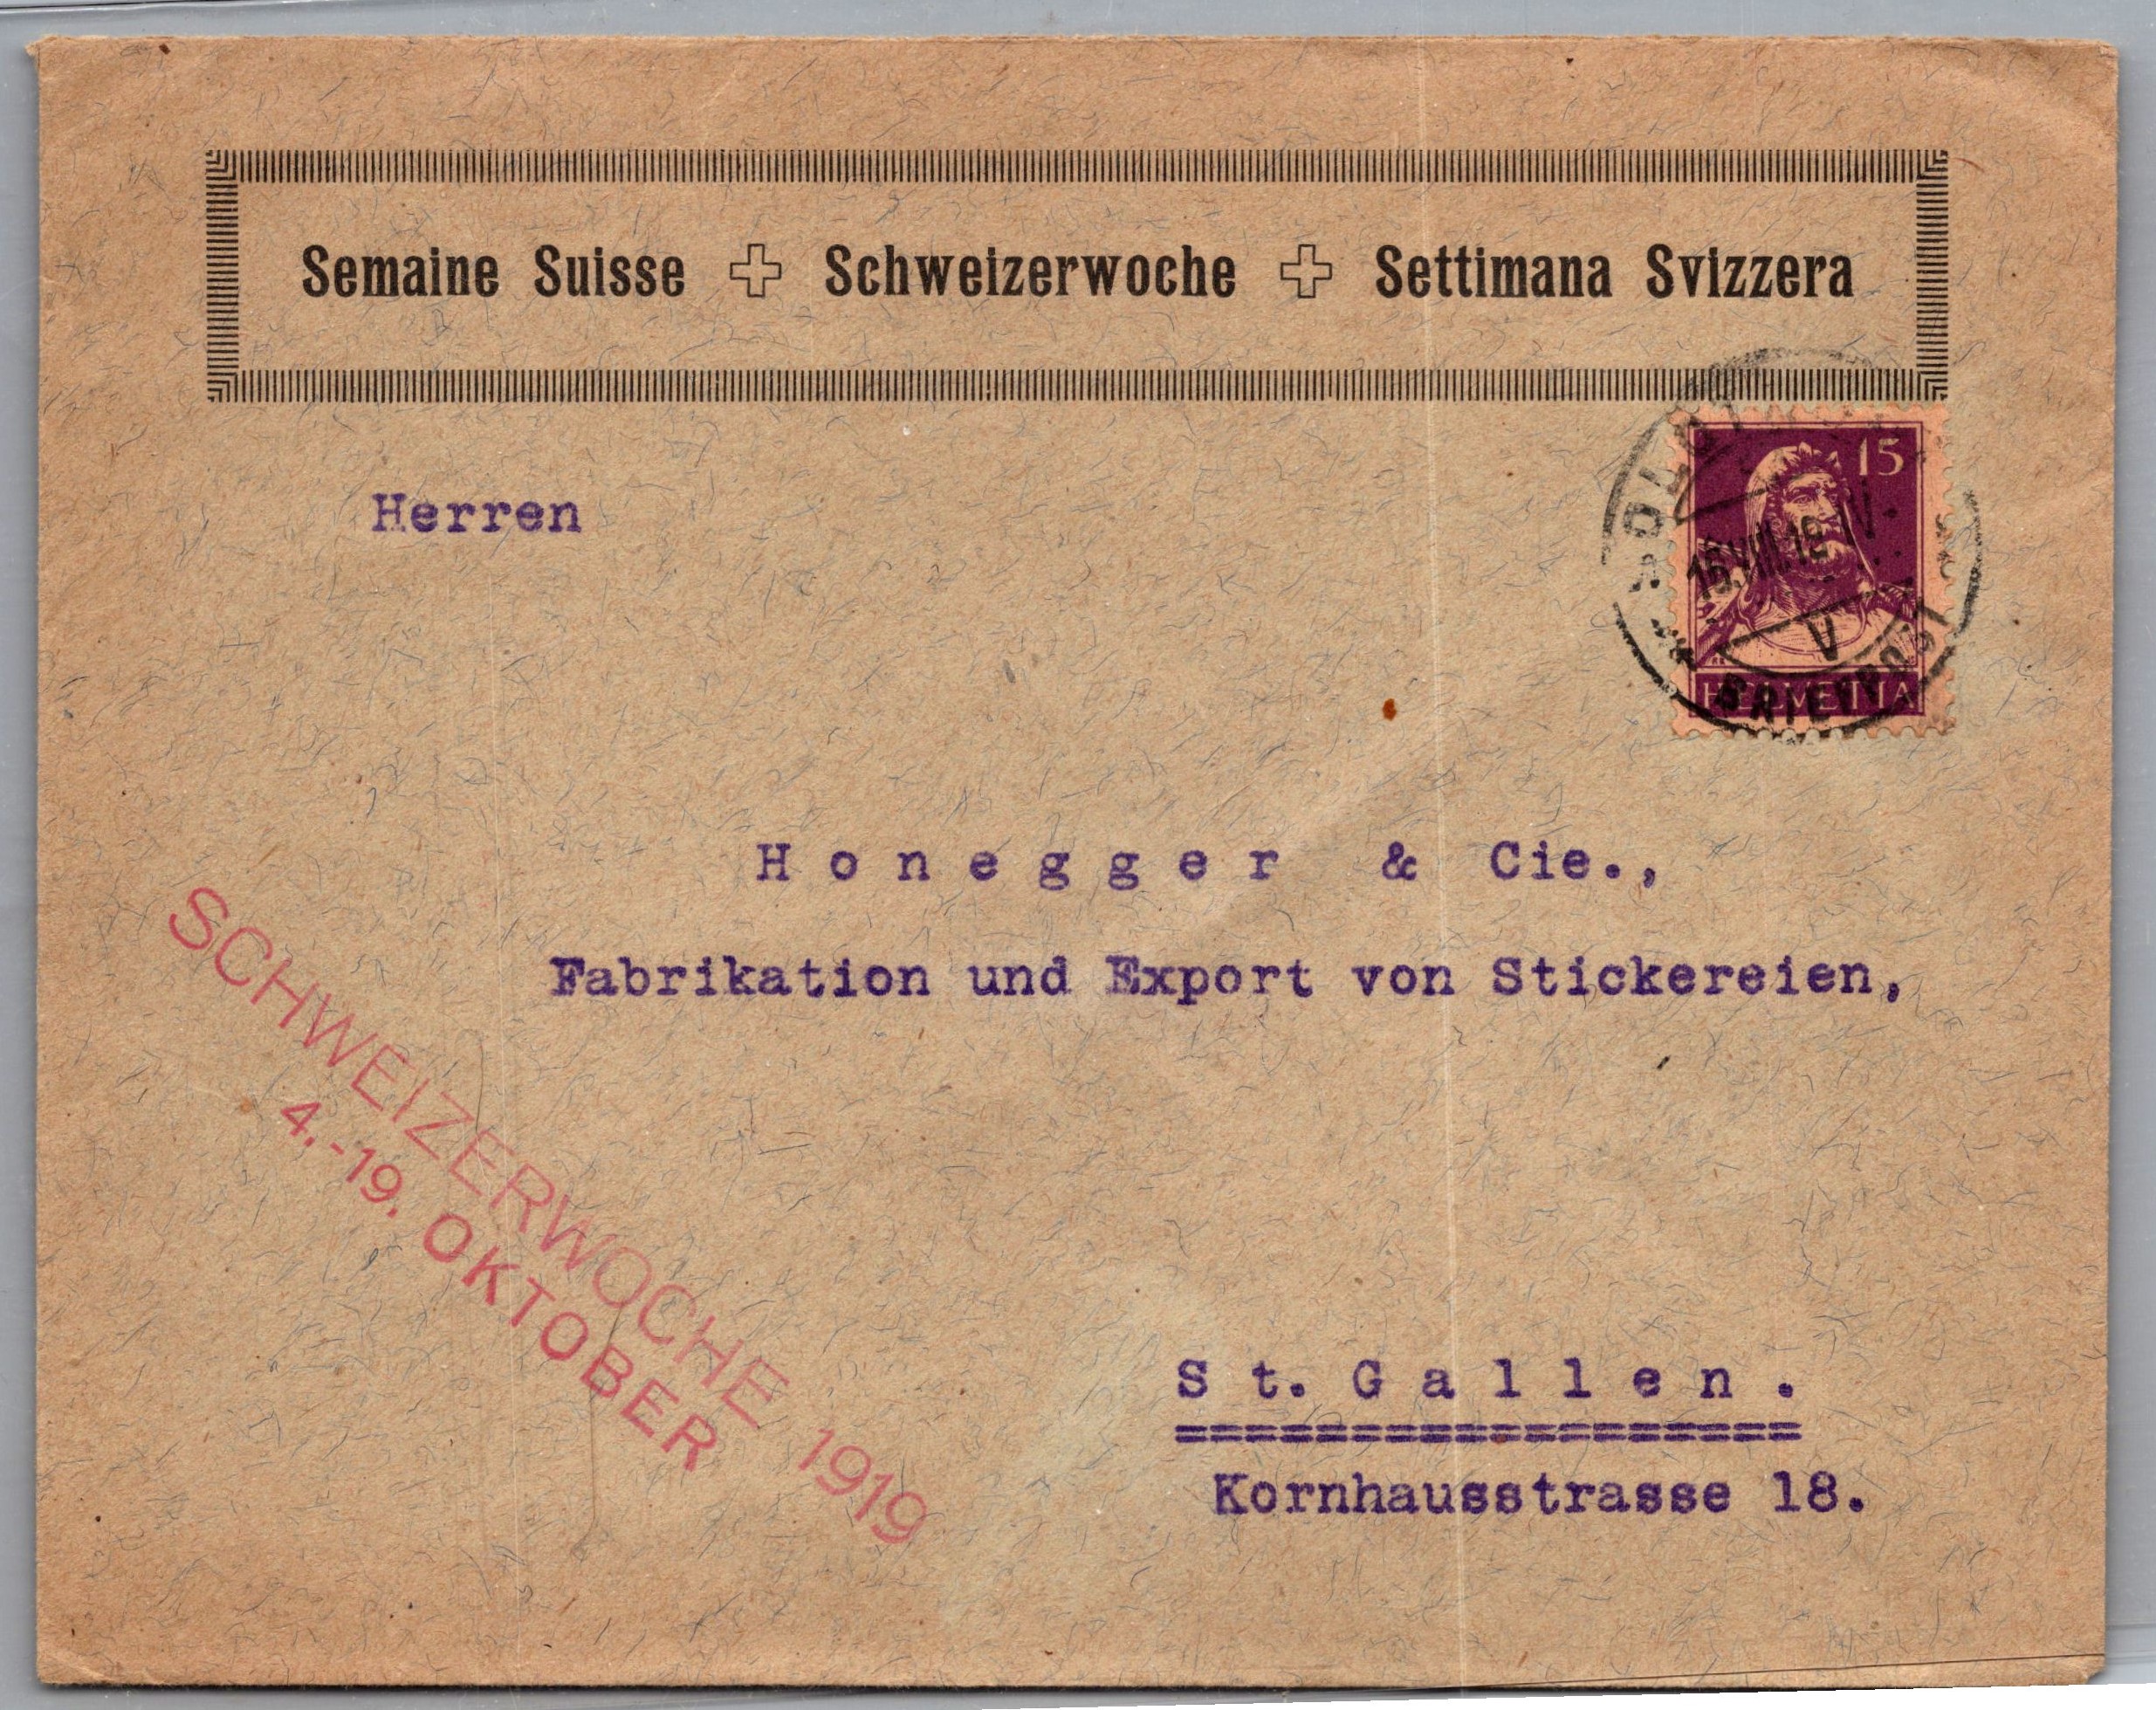 Semaine Suisse + Schweizerwoche + Settimana Svizzera
15
HELVETIA
V
Herren
Honegger & Cie.,
Fabrikation und Export von Stickereien,
St. Gallen.
===================
Kornhausstrasse 18.
SCHWEIZERWOCHE 1919
4.-19. OKTOBER